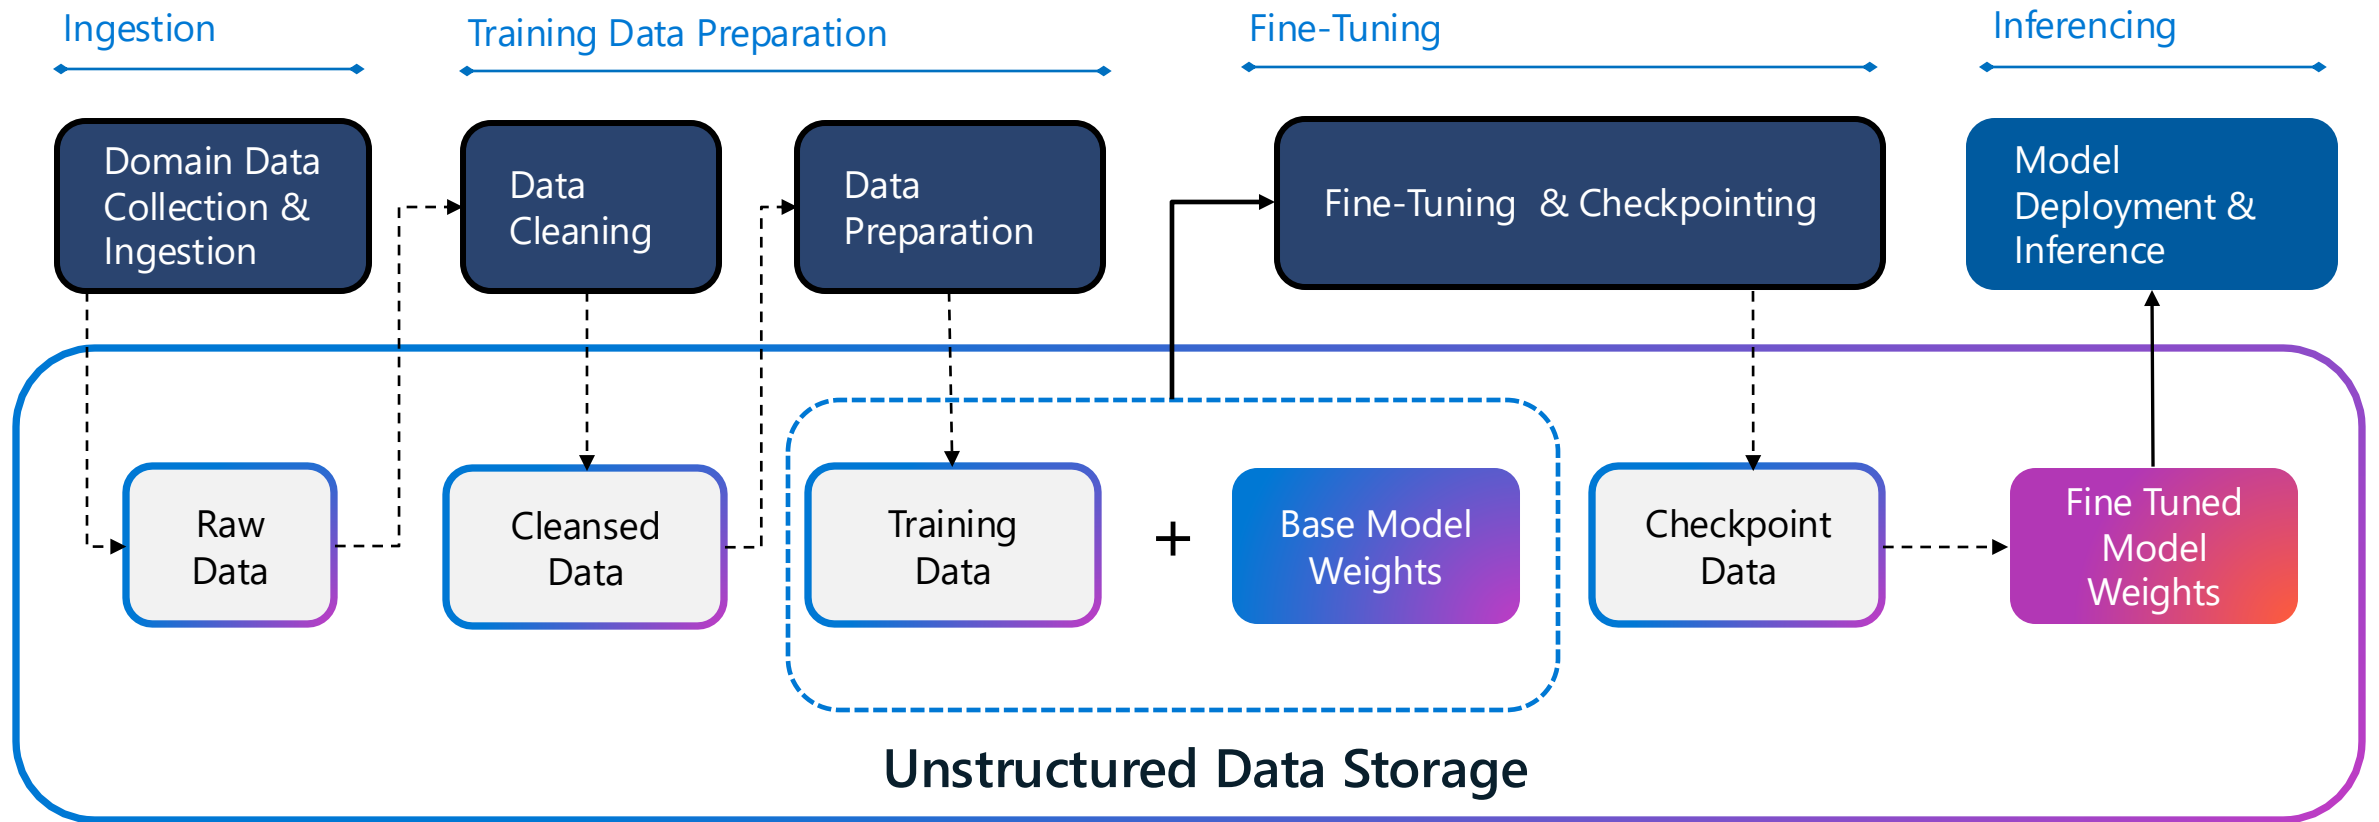 Ingestion
Training Data Preparation
Fine-Tuning
Inferencing
Domain Data
Collection &
Ingestion
Data
Cleaning
Data
Preparation
Fine-Tuning & Checkpointing
Model
Deployment &
Inference
Raw
Data
Cleansed
Data
Training
Data
+
Base Model
Weights
Checkpoint
Data
Fine Tuned
Model
Weights
Unstructured Data Storage